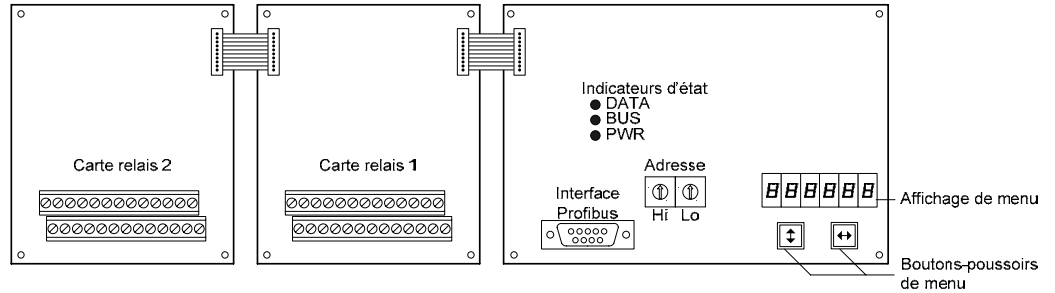 Indicateurs d'état
DATA
BUS
PWR
Carte relais 2
Carte relais 1
Adresse
Interface
Profibus
Hi Lo
888888
Affichage de menu
Boutons-poussoirs
de menu